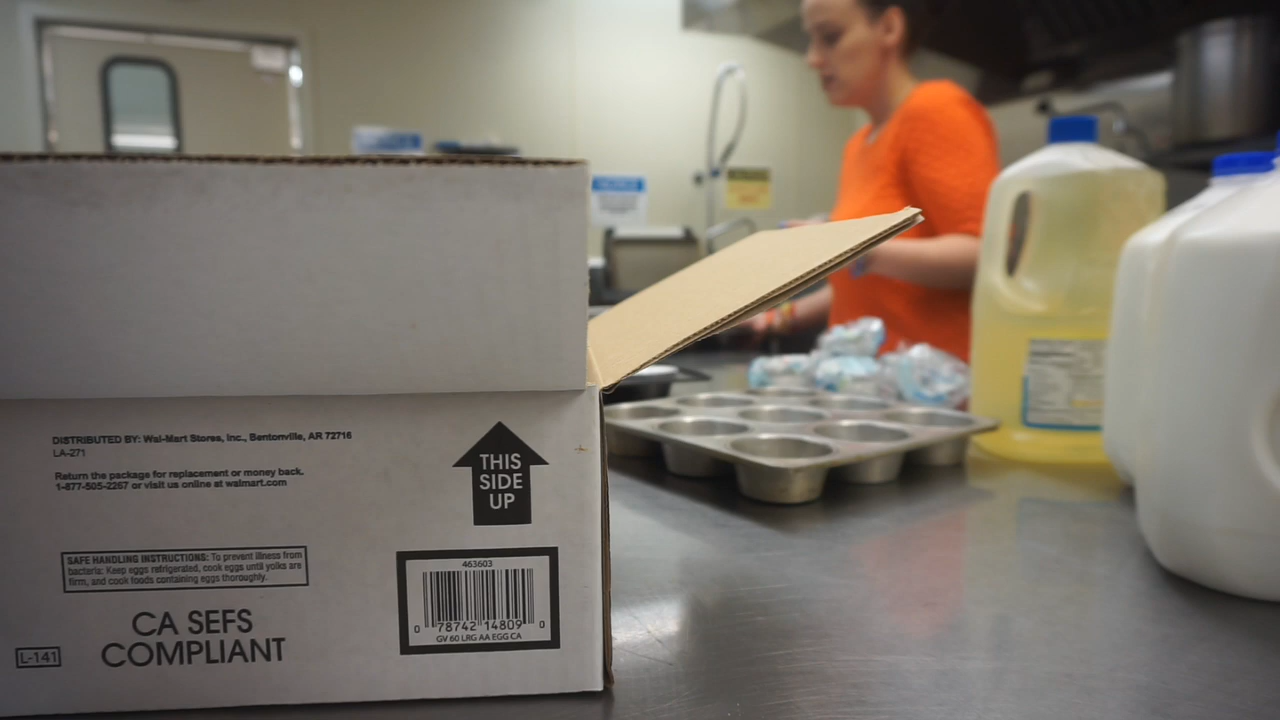 DISTRIBUTED BY: Wal-Mart Stores, Inc., Bentonville, AR 72716
LA-271
Return the package for replacement or money back.
1-877-505-2267 or visit us online at walmart.com
THIS
SIDE
UP
SAFE HANDLING INSTRUCTIONS: To prevent illness from
bacteria: Keep eggs refrigerated, cook eggs until yolks are
firm, and cook foods containing eggs thoroughly.
CA SEFS
COMPLIANT
L-141
463603
0 78742 14809 0
GV 60 LRG AA EGG CA